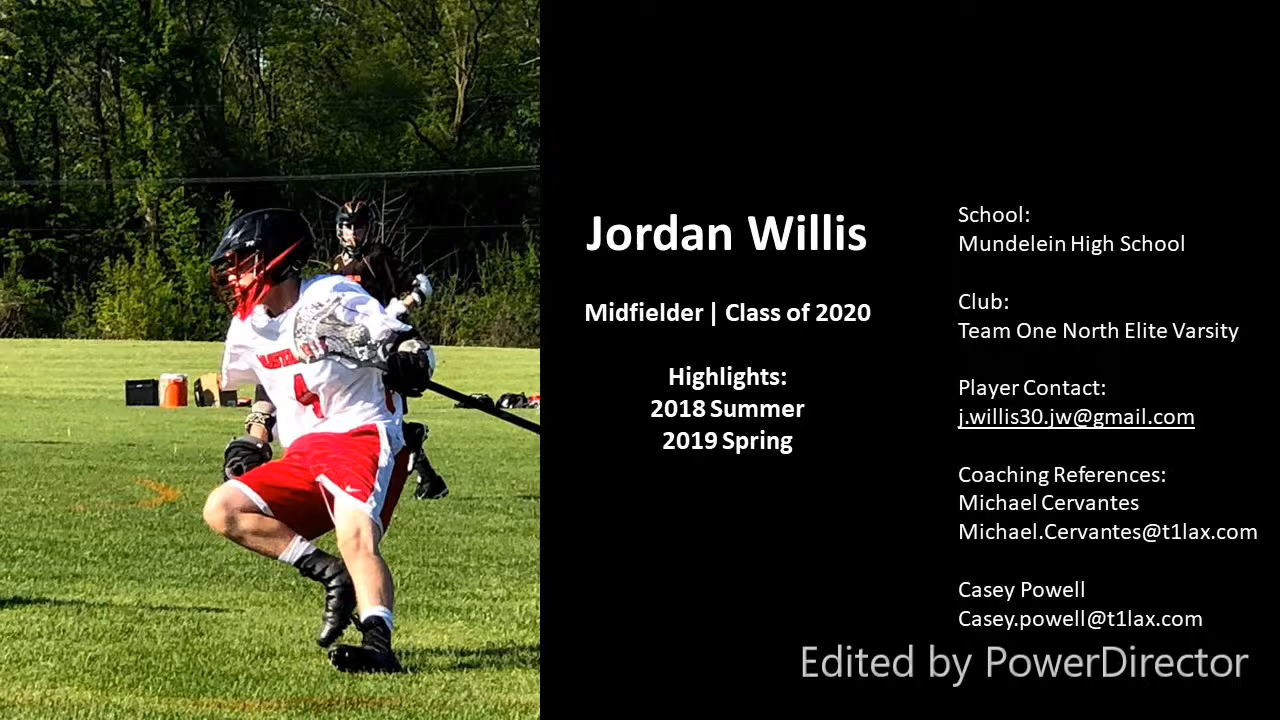 4
Jordan Willis
Midfielder | Class of 2020
Highlights:
2018 Summer
2019 Spring
School:
Mundelein High School
Club:
Team One North Elite Varsity
Player Contact:
j.willis30.jw@gmail.com
Coaching References:
Michael Cervantes
Michael.Cervantes@t1lax.com
Casey Powell
Casey.powell@t1lax.com
Edited by PowerDirector